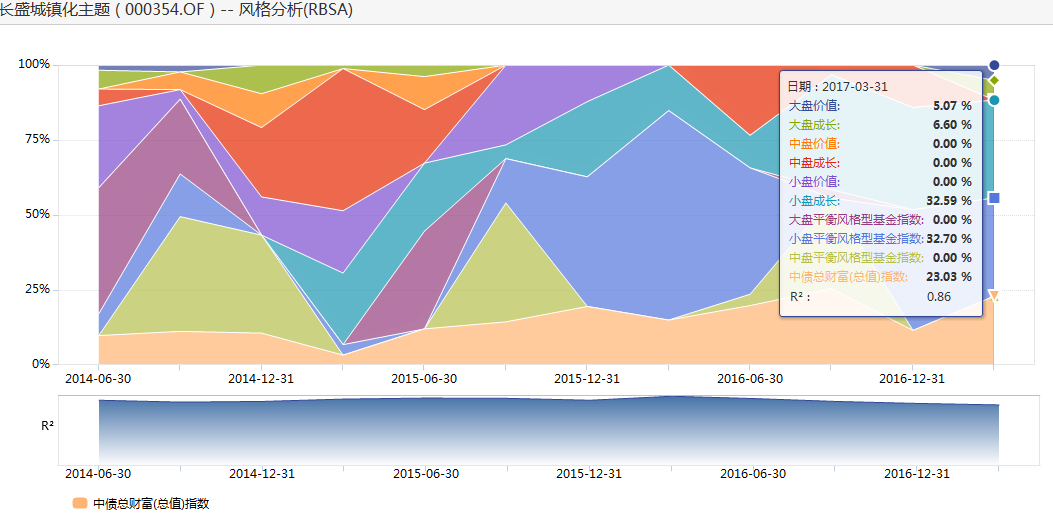 长盛城镇化主题 ( 000354.OF ) -- 风格分析(RBSA)
100%
75%
50%
25%
0%
日期 : 2017-03-31
大盘价值: 5.07 %
大盘成长: 6.60 %
中盘价值: 0.00 %
中盘成长: 0.00 %
小盘价值: 0.00 %
小盘成长: 32.59 %
大盘平衡风格型基金指数: 0.00 %
小盘平衡风格型基金指数: 32.70 %
中盘平衡风格型基金指数: 0.00 %
中债总财富(总值)指数: 23.03 %
R² : 0.86
2014-06-30 2014-12-31 2015-06-30 2015-12-31 2016-06-30 2016-12-31
R²
2014-06-30 2014-12-31 2015-06-30 2015-12-31 2016-06-30 2016-12-31
中债总财富(总值)指数